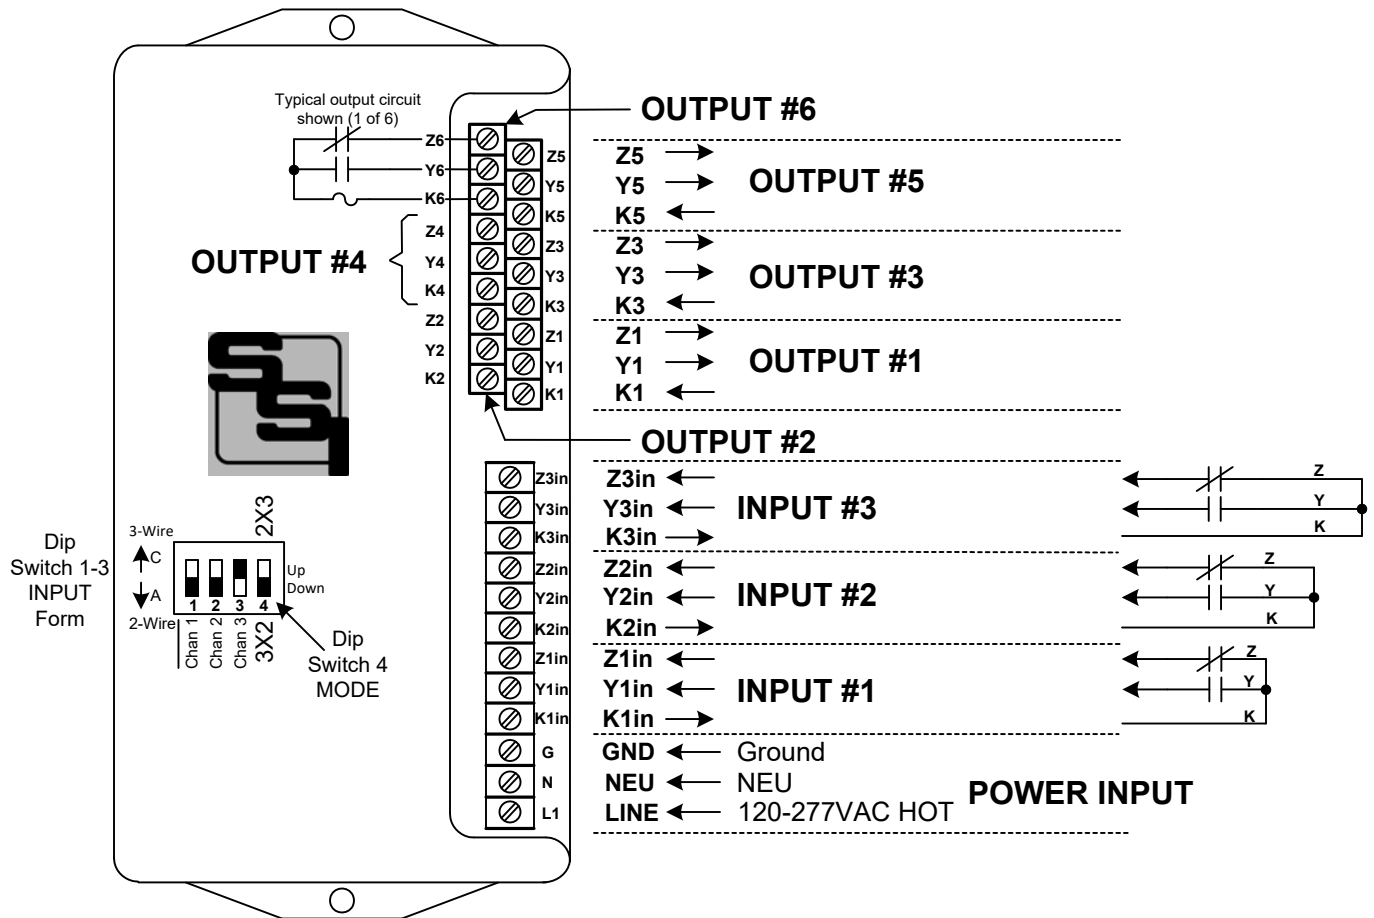 Typical output circuit
shown (1 of 6)
OUTPUT #6
Z6
Y6
K6
Z4
Y4
K4
Z2
Y2
K2
OUTPUT #4
Z5
Y5
K5
Z3
Y3
K3
Z1
Y1
K1
Z5
Y5
K5
OUTPUT #5
Z3
Y3
K3
OUTPUT #3
Z1
Y1
K1
OUTPUT #1
OUTPUT #2
SSI
Z3in
Y3in
K3in
Z2in
Y2in
K2in
Z1in
Y1in
K1in
G
N
L1
Z3in
Y3in
K3in
INPUT #3
Z
Y
K
Z2in
Y2in
K2in
INPUT #2
Z
Y
K
Z1in
Y1in
K1in
INPUT #1
Z
Y
K
GND
Ground
NEU
NEU
LINE
120-277VAC HOT
POWER INPUT
Dip
Switch 1-3
INPUT
Form
3-Wire
C
A
2-Wire
2X3
Up
Down
1 2 3 4
Chan 1
Chan 2
Chan 3
3X2
Dip
Switch 4
MODE